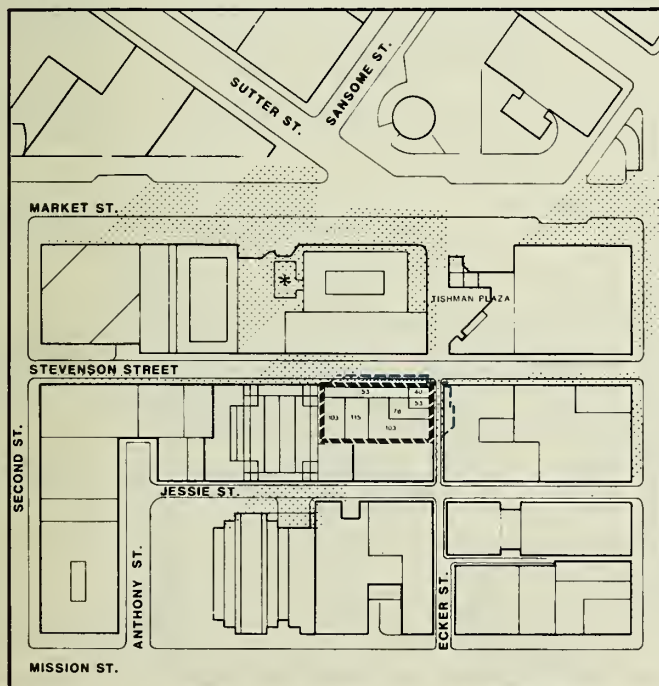 SUTTER ST.
SANSOME ST.
MARKET ST.
*
TISHMAN PLAZA
STEVENSON STREET
53
40
53
103
115
78
103
SECOND ST.
JESSIE ST.
ANTHONY ST.
ECKER ST.
MISSION ST.